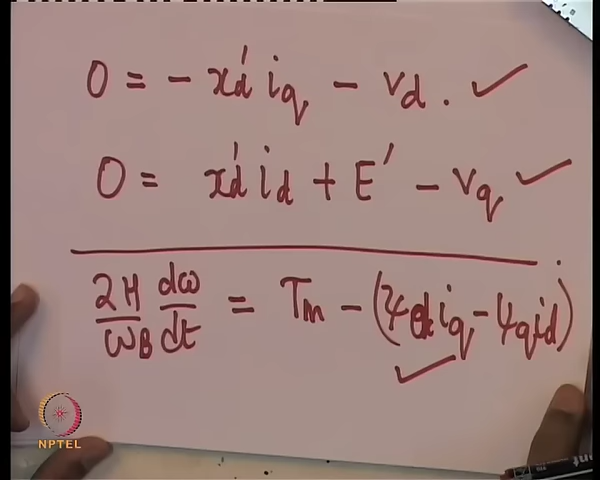 0 = - x'd iq - vd .
0 = x'd id + E' - vq
2H/ωB dω/dt = Tm - (ψd iq - ψq id)
NPTEL